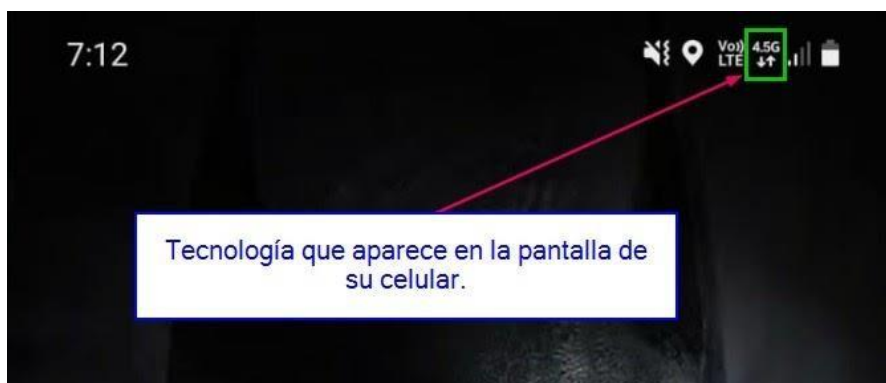 7:12
Vo)) 4.5G
LTE
Tecnología que aparece en la pantalla de
su celular.